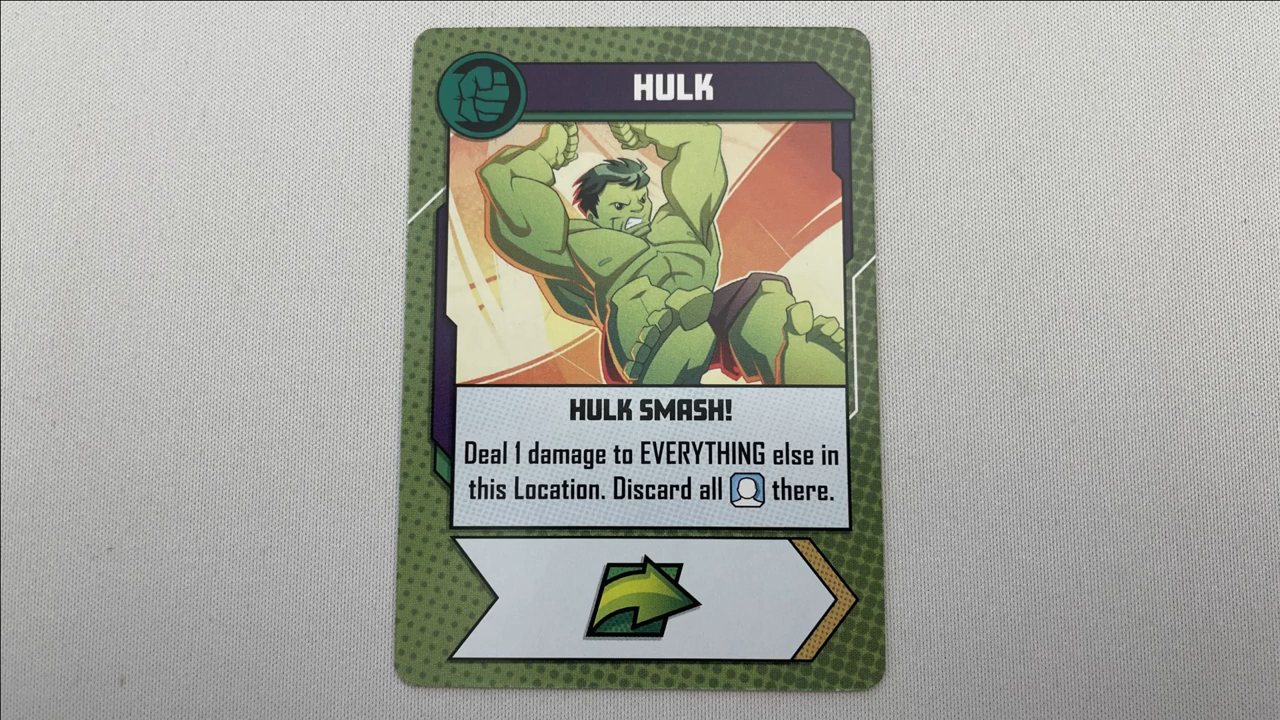 HULK
HULK SMASH!
Deal 1 damage to EVERYTHING else in
this Location. Discard all there.